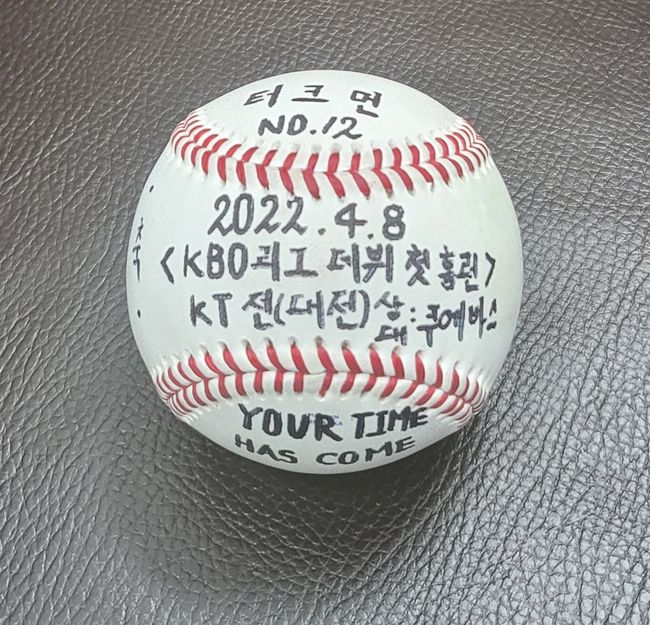 터크먼
NO.12
2022.4.8
<KBO리그 데뷔 첫 홈런>
KT 전(대전) 상대:쿠에바스
YOUR TIME
HAS COME